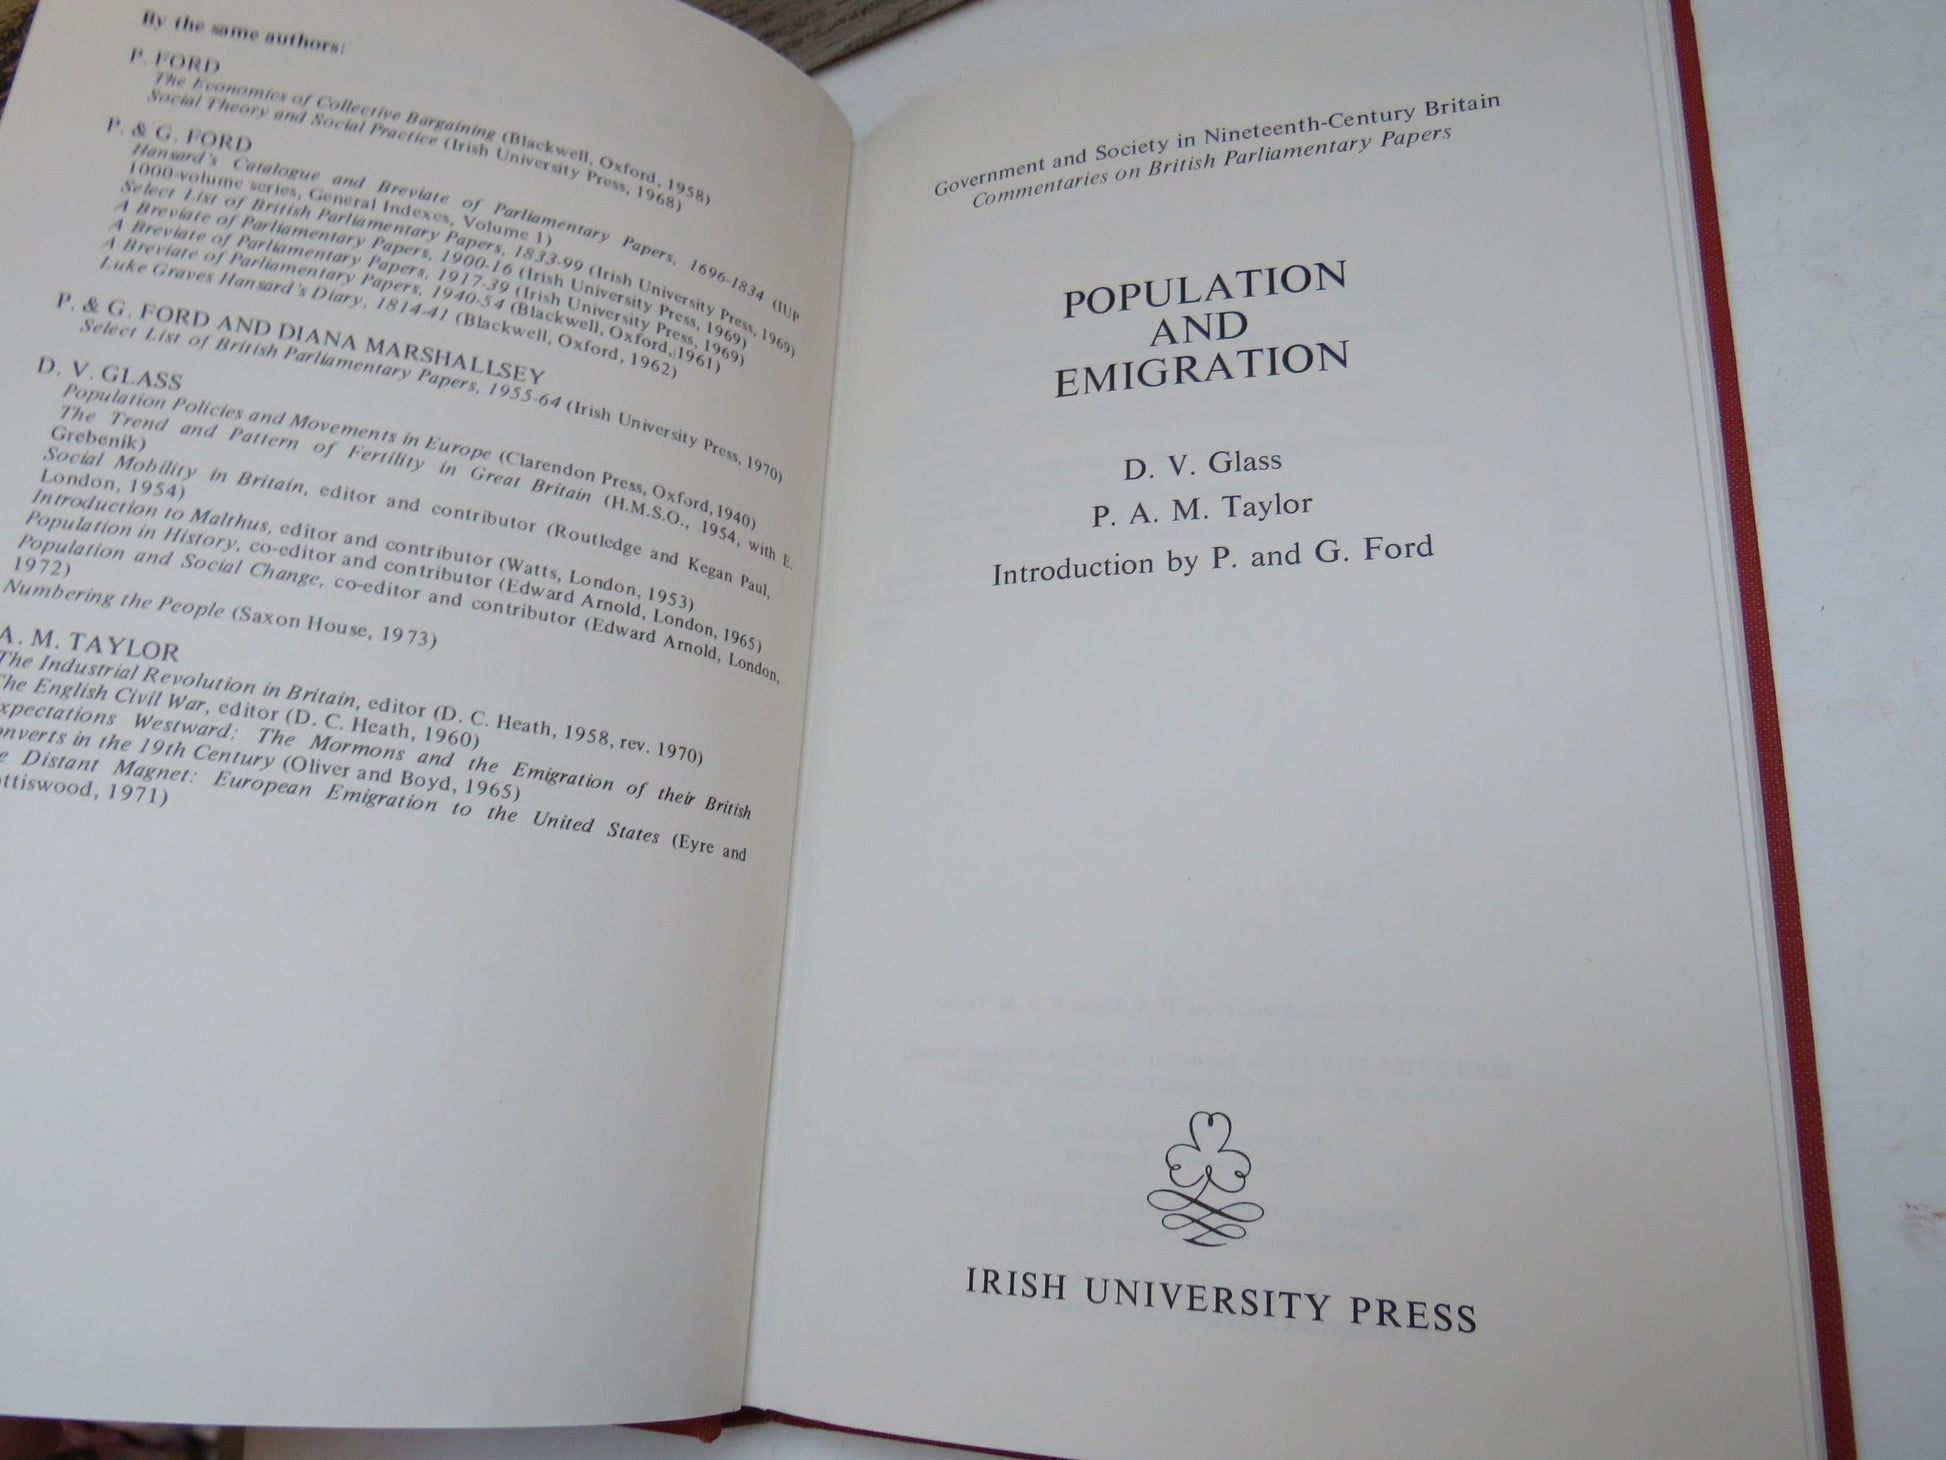 By the same authors:
P. FORD
The Economics of Collective Bargaining (Blackwell, Oxford, 1958)
Social Theory and Social Practice (Irish University Press, 1968)
P. & G. FORD
Hansard's Catalogue and Breviate of Parliamentary Papers, 1696-1834 (IUP
1000-volume series, General Indexes, Volume 1)
Select List of British Parliamentary Papers, 1833-99 (Irish University Press, 1969)
A Breviate of Parliamentary Papers, 1900-16 (Irish University Press, 1969)
A Breviate of Parliamentary Papers, 1917-39 (Irish University Press, 1969)
A Breviate of Parliamentary Papers, 1940-54 (Blackwell, Oxford, 1961)
Luke Graves Hansard's Diary, 1814-41 (Blackwell, Oxford, 1962)
P. & G. FORD AND DIANA MARSHALLSEY
Select List of British Parliamentary Papers, 1955-64 (Irish University Press, 1970)
D. V. GLASS
Population Policies and Movements in Europe (Clarendon Press, Oxford, 1940)
The Trend and Pattern of Fertility in Great Britain (H.M.S.O., 1954, with E.
Grebenik)
Social Mobility in Britain, editor and contributor (Routledge and Kegan Paul,
London, 1954)
Introduction to Malthus, editor and contributor (Watts, London, 1953)
Population in History, co-editor and contributor (Edward Arnold, London, 1965)
Population and Social Change, co-editor and contributor (Edward Arnold, London,
1972)
Numbering the People (Saxon House, 1973)
A. M. TAYLOR
The Industrial Revolution in Britain, editor (D. C. Heath, 1958, rev. 1970)
The English Civil War, editor (D. C. Heath, 1960)
xpectations Westward: The Mormons and the Emigration of their British
onverts in the 19th Century (Oliver and Boyd, 1965)
e Distant Magnet: European Emigration to the United States (Eyre and
ottiswood, 1971)
Government and Society in Nineteenth-Century Britain
Commentaries on British Parliamentary Papers
POPULATION
AND
EMIGRATION
D. V. Glass
P. A. M. Taylor
Introduction by P. and G. Ford
IRISH UNIVERSITY PRESS